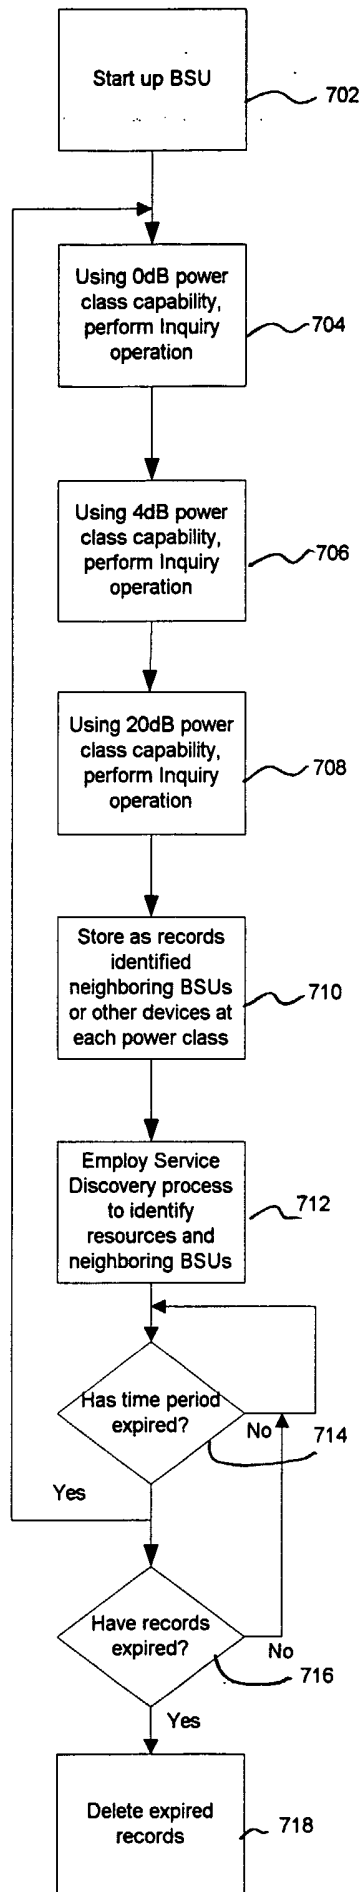 Start up BSU
702
Using 0dB power
class capability,
perform Inquiry
operation
704
Using 4dB power
class capability,
perform Inquiry
operation
706
Using 20dB power
class capability,
perform Inquiry
operation
708
Store as records
identified
neighboring BSUs
or other devices at
each power class
710
Employ Service
Discovery process
to identify
resources and
neighboring BSUs
712
Has time period
expired?
No
714
Yes
Have records
expired?
No
716
Yes
Delete expired
records
718